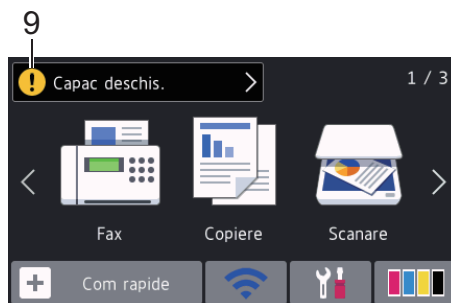 9
! Capac deschis.
1 / 3
Fax Copiere Scanare
+ Com rapide